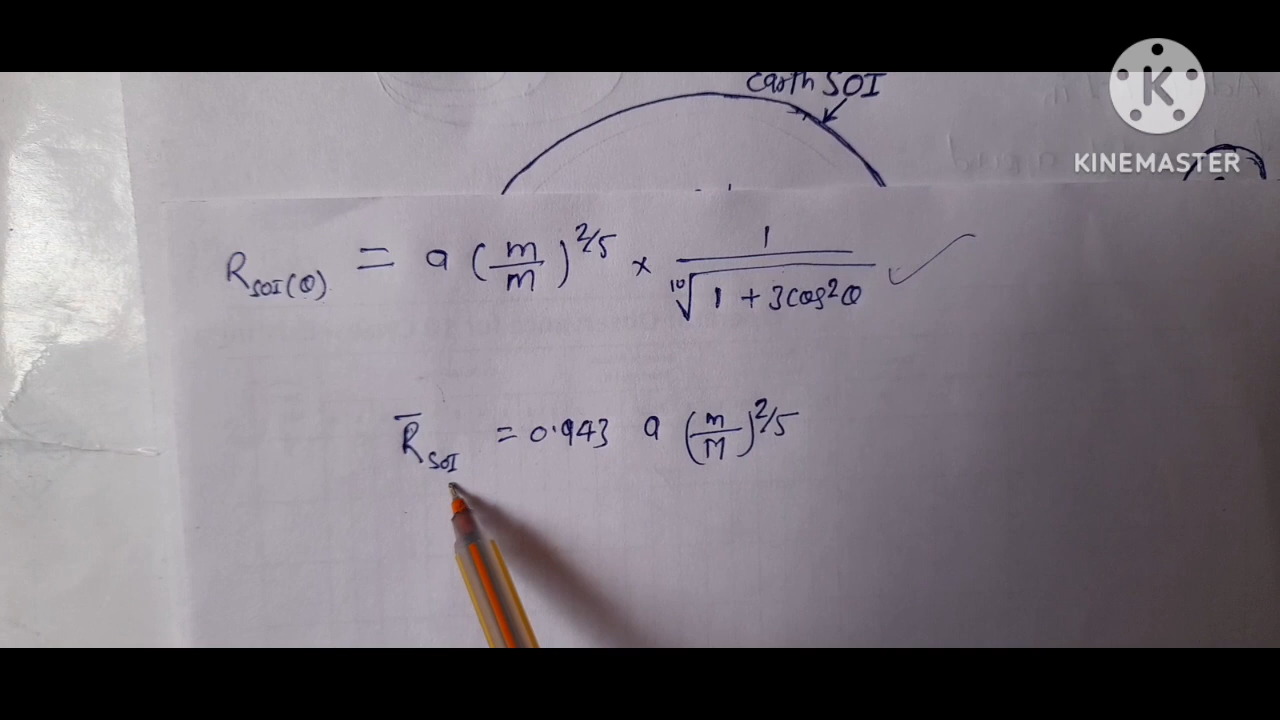 Earth SOI
K
KINEMASTER
R_SOI(θ) = a (m/m)^2/5 × 1/¹⁰√1 + 3cos²θ
R̅_SOI = 0.943 a (m/M)^2/5